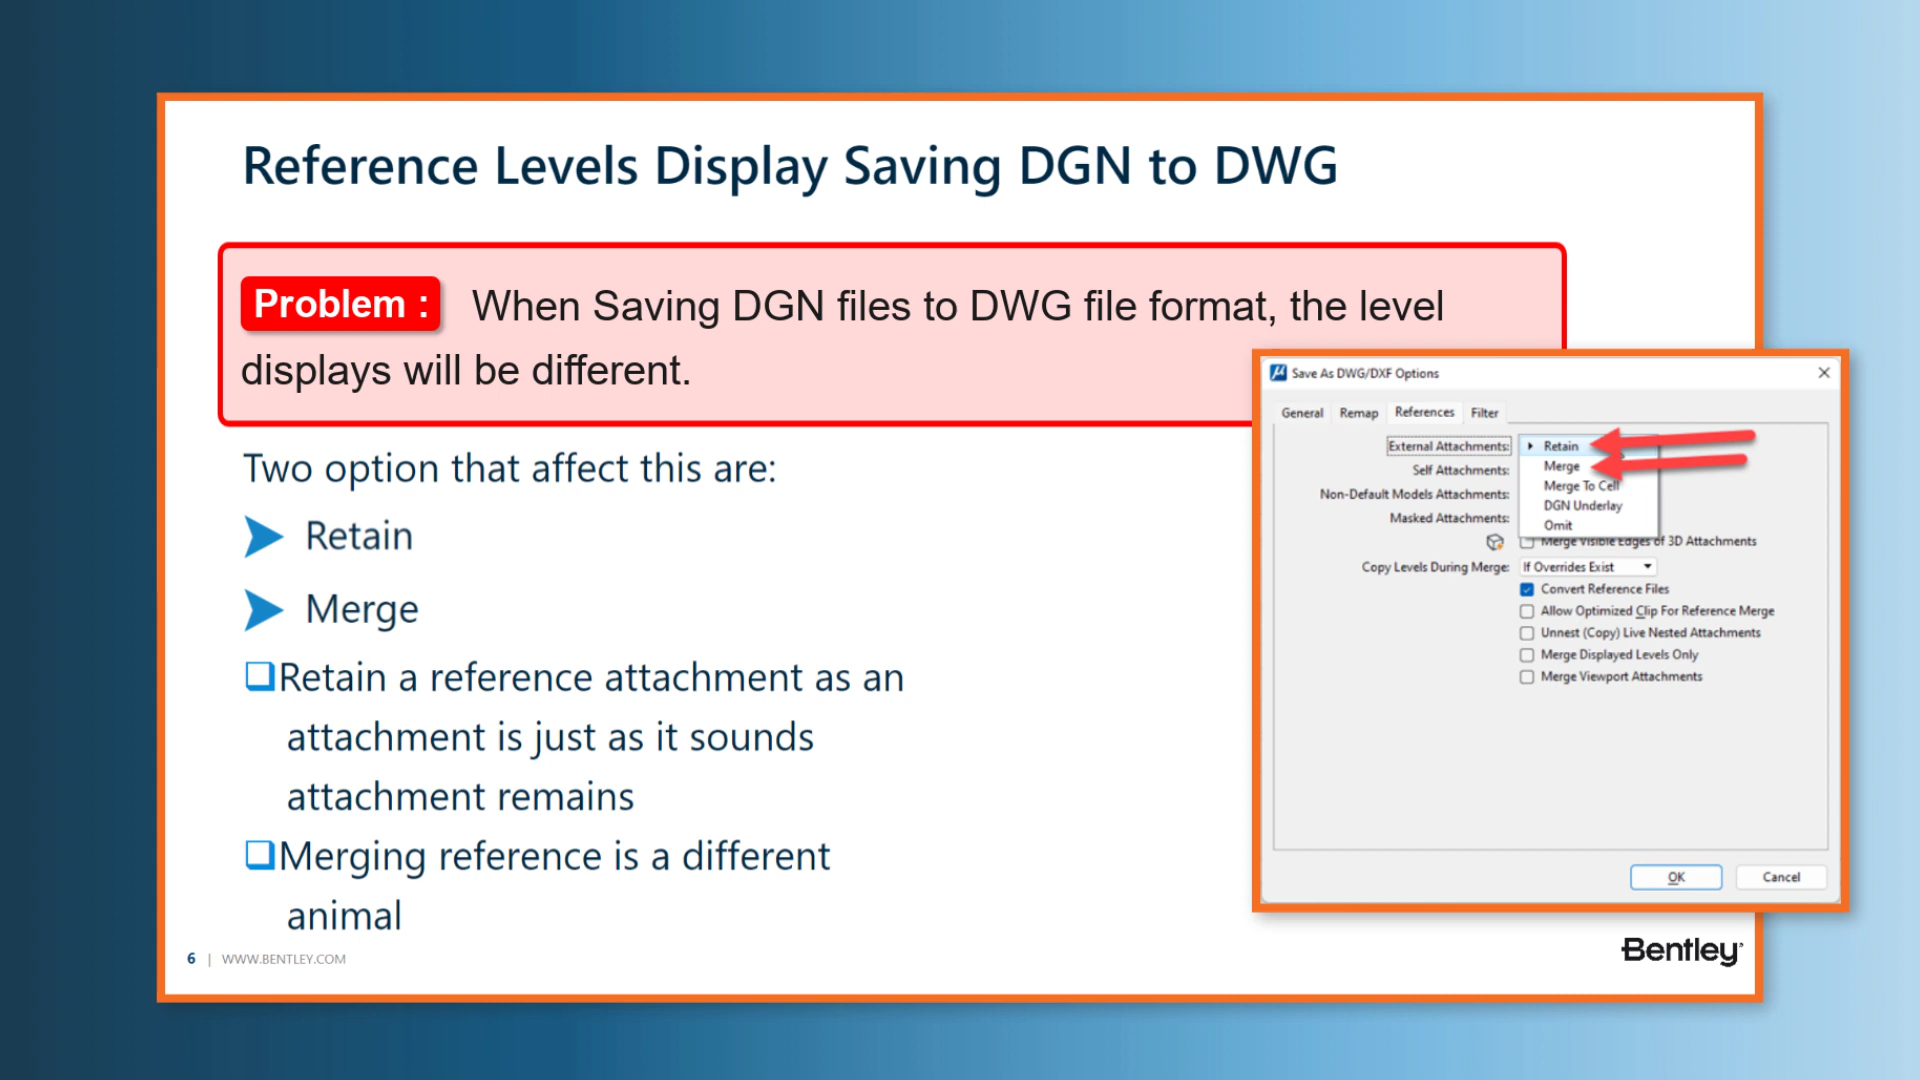 Reference Levels Display Saving DGN to DWG
Problem : When Saving DGN files to DWG file format, the level
displays will be different.
Two option that affect this are:
Retain
Merge
Retain a reference attachment as an
attachment is just as it sounds
attachment remains
Merging reference is a different
animal
6 | WWW.BENTLEY.COM
Bentley
Save As DWG/DXF Options
General Remap References Filter
External Attachments: Retain
Self Attachments: Merge
Merge To Cell
Non-Default Models Attachments: DGN Underlay
Masked Attachments: Omit
Merge Visible Edges of 3D Attachments
Copy Levels During Merge: If Overrides Exist
Convert Reference Files
Allow Optimized Clip For Reference Merge
Unnest (Copy) Live Nested Attachments
Merge Displayed Levels Only
Merge Viewport Attachments
OK Cancel